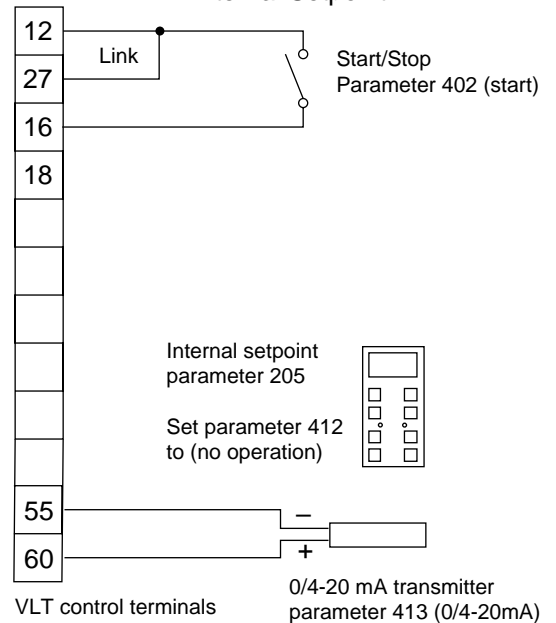 12
Link
27
Start/Stop
Parameter 402 (start)
16
18
Internal setpoint
parameter 205
Set parameter 412
to (no operation)
55
–
60
+
VLT control terminals
0/4-20 mA transmitter
parameter 413 (0/4-20mA)